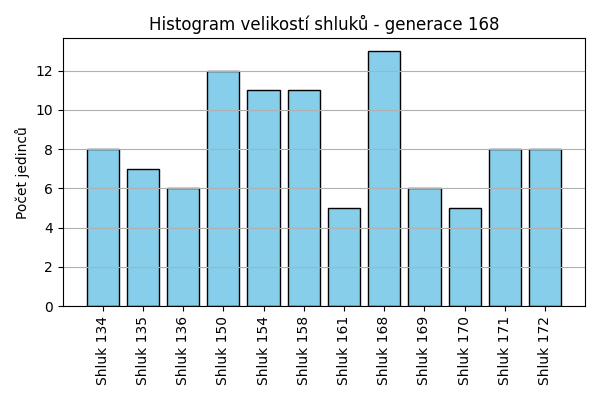 Histogram velikostí shluků - generace 168
Počet jedinců
12
10
8
6
4
2
0
Shluk 134
Shluk 135
Shluk 136
Shluk 150
Shluk 154
Shluk 158
Shluk 161
Shluk 168
Shluk 169
Shluk 170
Shluk 171
Shluk 172